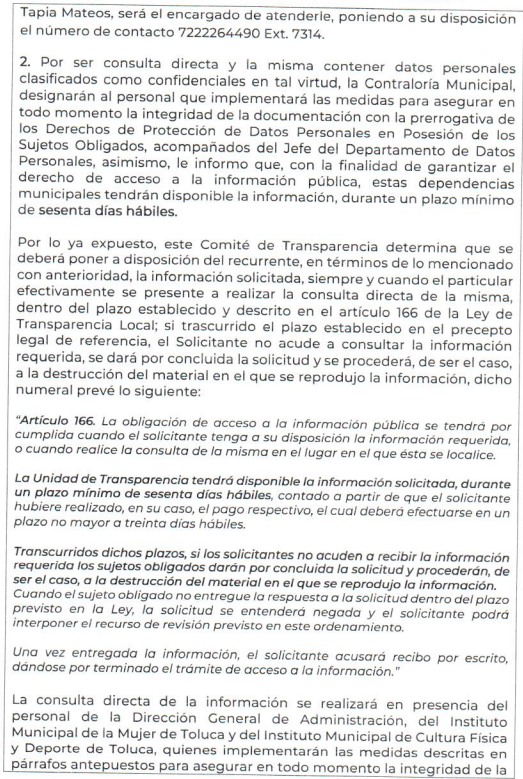 Tapia Mateos, será el encargado de atenderle, poniendo a su disposición
el número de contacto 7222264490 Ext. 7314.
2. Por ser consulta directa y la misma contener datos personales
clasificados como confidenciales en tal virtud, la Contraloría Municipal,
designarán al personal que implementará las medidas para asegurar en
todo momento la integridad de la documentación con la prerrogativa de
los Derechos de Protección de Datos Personales en Posesión de los
Sujetos Obligados, acompañados del Jefe del Departamento de Datos
Personales, asimismo, le informo que, con la finalidad de garantizar el
derecho de acceso a la información pública, estas dependencias
municipales tendrán disponible la información, durante un plazo mínimo
de sesenta días hábiles.
Por lo ya expuesto, este Comité de Transparencia determina que se
deberá poner a disposición del recurrente, en términos de lo mencionado
con anterioridad, la información solicitada, siempre y cuando el particular
efectivamente se presente a realizar la consulta directa de la misma,
dentro del plazo establecido y descrito en el artículo 166 de la Ley de
Transparencia Local; si trascurrido el plazo establecido en el precepto
legal de referencia, el Solicitante no acude a consultar la información
requerida, se dará por concluida la solicitud y se procederá, de ser el caso,
a la destrucción del material en el que se reprodujo la información, dicho
numeral prevé lo siguiente:
"Artículo 166. La obligación de acceso a la información pública se tendrá por
cumplida cuando el solicitante tenga a su disposición la información requerida,
o cuando realice la consulta de la misma en el lugar en el que ésta se localice.
La Unidad de Transparencia tendrá disponible la información solicitada, durante
un plazo mínimo de sesenta días hábiles, contado a partir de que el solicitante
hubiere realizado, en su caso, el pago respectivo, el cual deberá efectuarse en un
plazo no mayor a treinta días hábiles.
Transcurridos dichos plazos, si los solicitantes no acuden a recibir la información
requerida los sujetos obligados darán por concluida la solicitud y procederán, de
ser el caso, a la destrucción del material en el que se reprodujo la información.
Cuando el sujeto obligado no entregue la respuesta a la solicitud dentro del plazo
previsto en la Ley, la solicitud se entenderá negada y el solicitante podrá
interponer el recurso de revisión previsto en este ordenamiento.
Una vez entregada la información, el solicitante acusará recibo por escrito,
dándose por terminado el trámite de acceso a la información."
La consulta directa de la información se realizará en presencia del
personal de la Dirección General de Administración, del Instituto
Municipal de la Mujer de Toluca y del Instituto Municipal de Cultura Física
y Deporte de Toluca, quienes implementarán las medidas descritas en
párrafos antepuestos para asegurar en todo momento la integridad de la